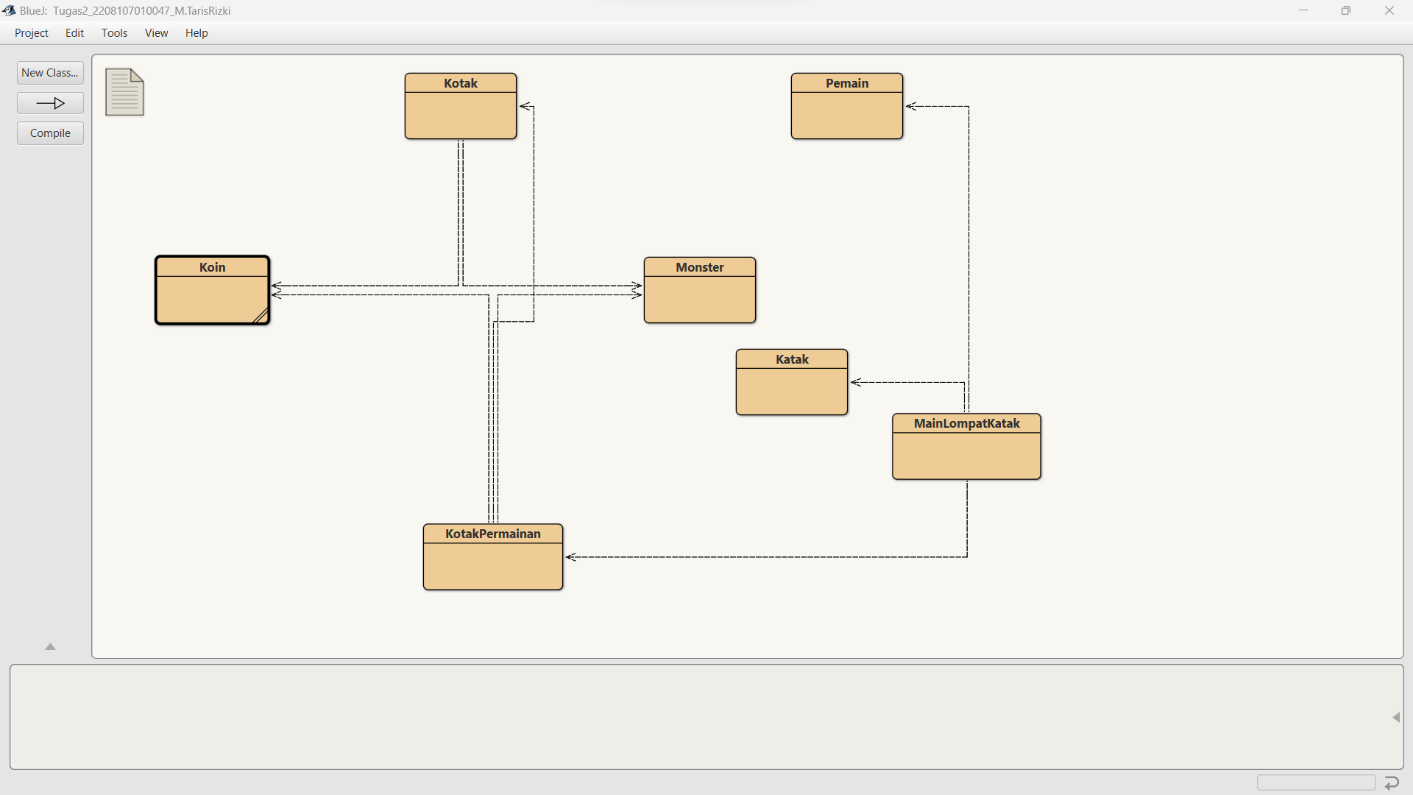 BlueJ: Tugas2_2208107010047_M.TarisRizki
Project Edit Tools View Help
New Class...
Compile
Kotak
Pemain
Koin
Monster
Katak
MainLompatKatak
KotakPermainan